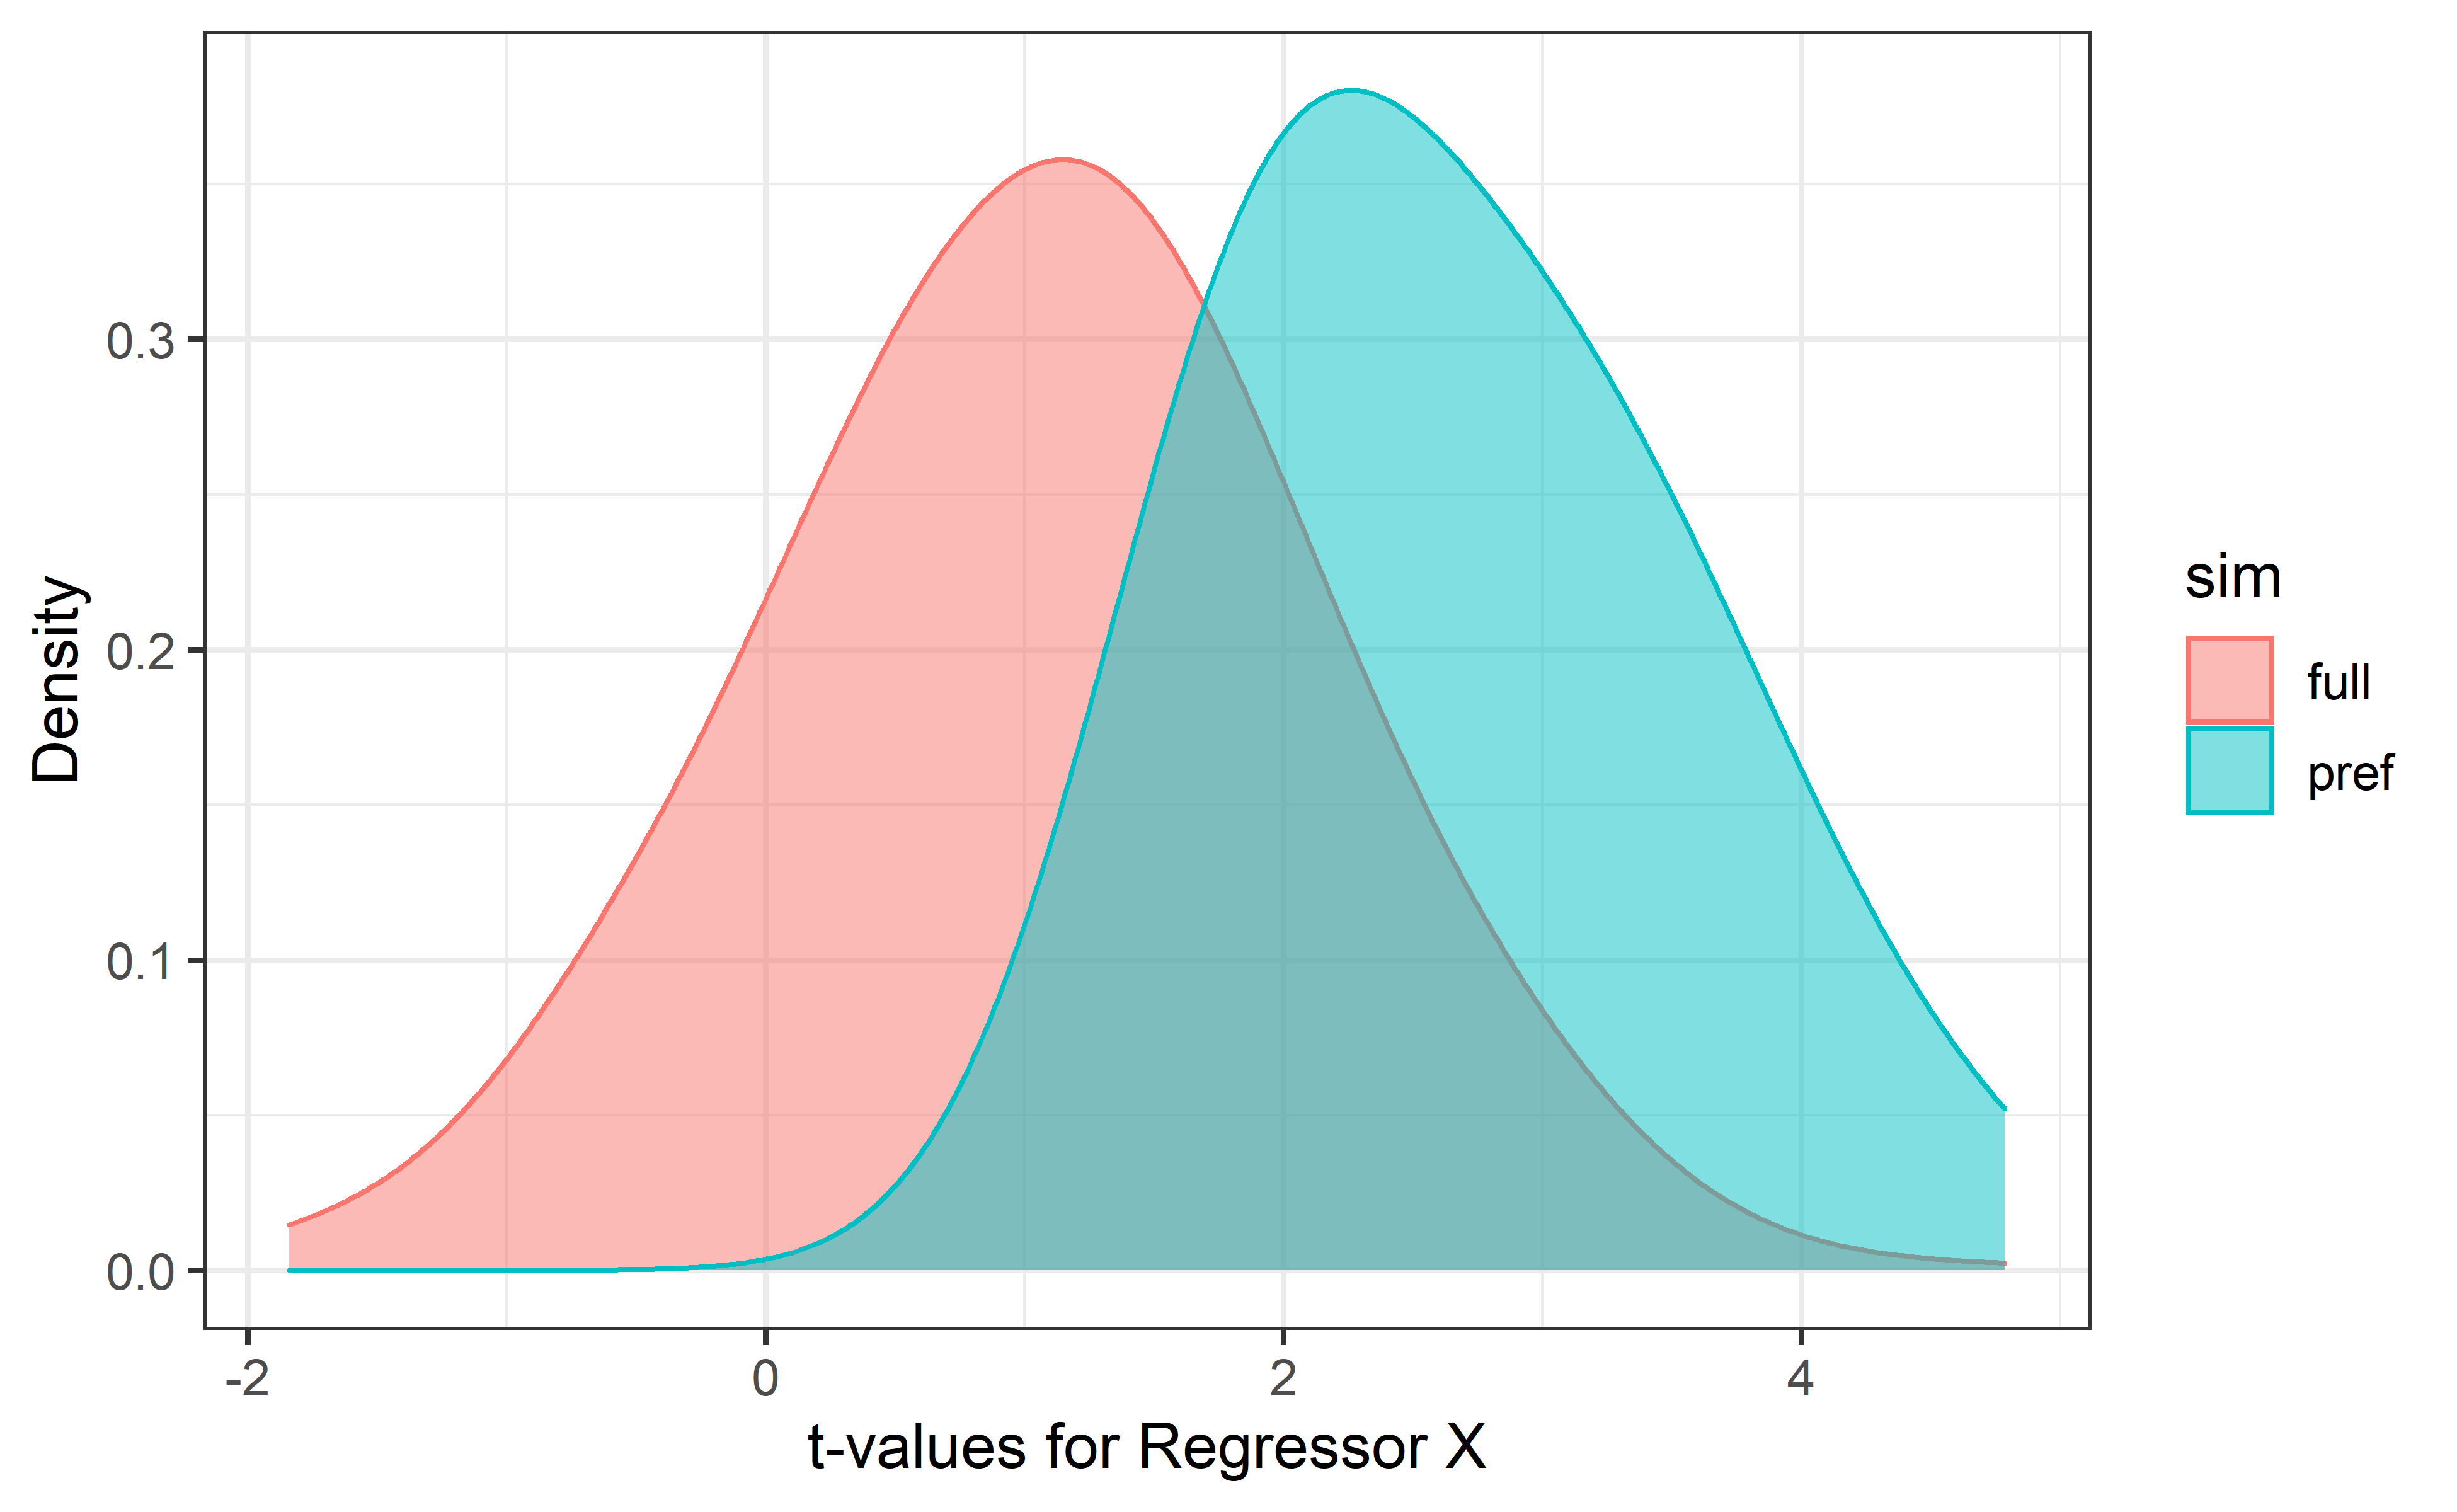 Density
0.3
0.2
0.1
0.0
-2 0 2 4
t-values for Regressor X
sim
full
pref